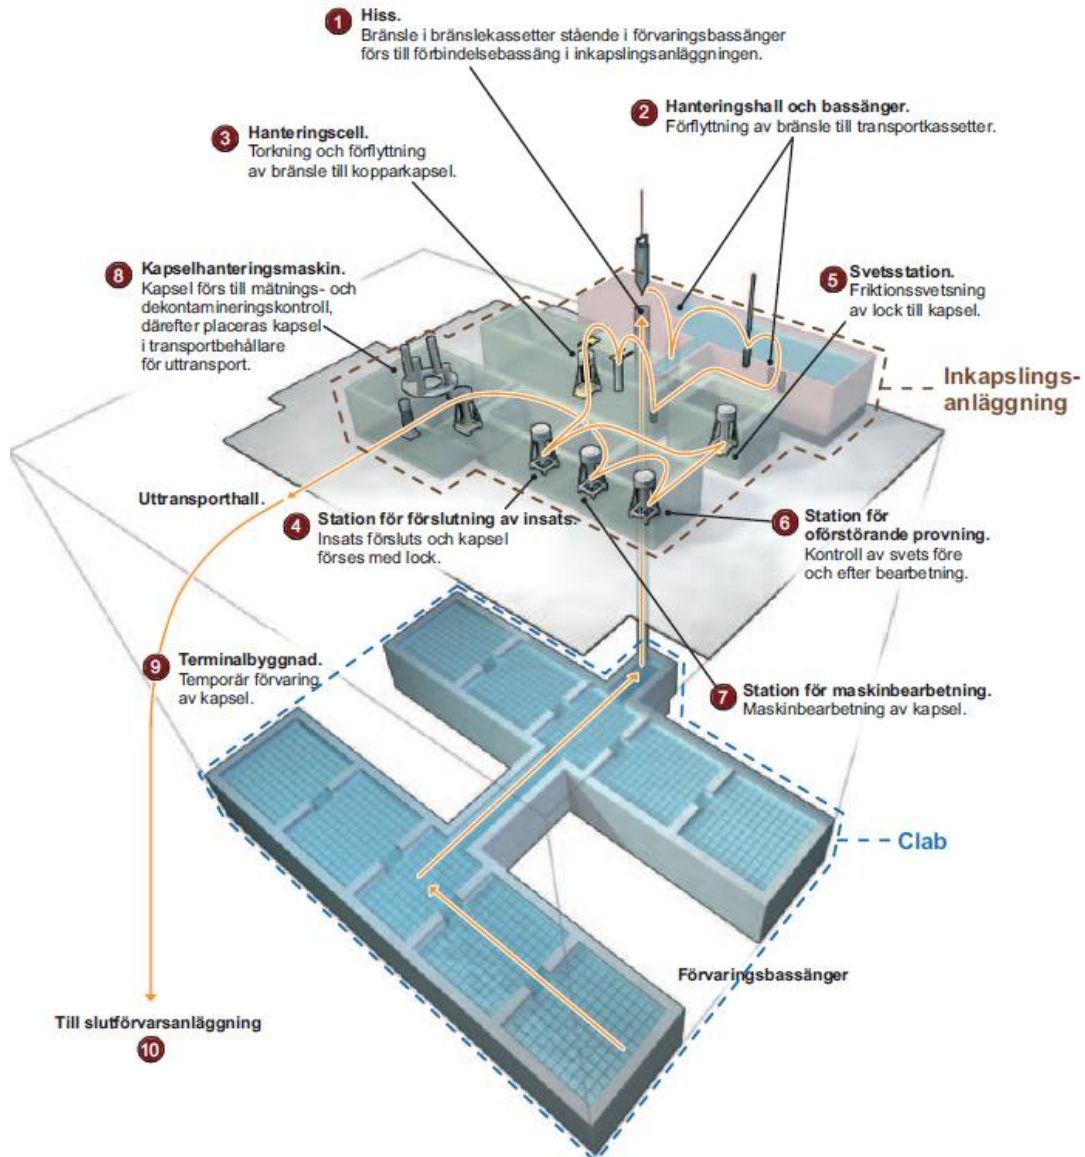 1 Hiss.
Bränsle i bränslekassetter stående i förvaringsbassänger
förs till förbindelsebassäng i inkapslingsanläggningen.
2 Hanteringshall och bassänger.
Förflyttning av bränsle till transportkassetter.
3 Hanteringscell.
Torkning och förflyttning
av bränsle till kopparkapsel.
8 Kapselhanteringsmaskin.
Kapsel förs till mätnings- och
dekontamineringskontroll,
därefter placeras kapsel
i transportbehållare
för uttransport.
5 Svetsstation.
Friktionssvetsning
av lock till kapsel.
Inkapslings-
anläggning
Uttransporthall.
4 Station för förslutning av insats.
Insats försluts och kapsel
förses med lock.
6 Station för
oförstörande provning.
Kontroll av svets före
och efter bearbetning.
9 Terminalbyggnad.
Temporär förvaring
av kapsel.
7 Station för maskinbearbetning.
Maskinbearbetning av kapsel.
Clab
Förvaringsbassänger
Till slutförvarsanläggning
10